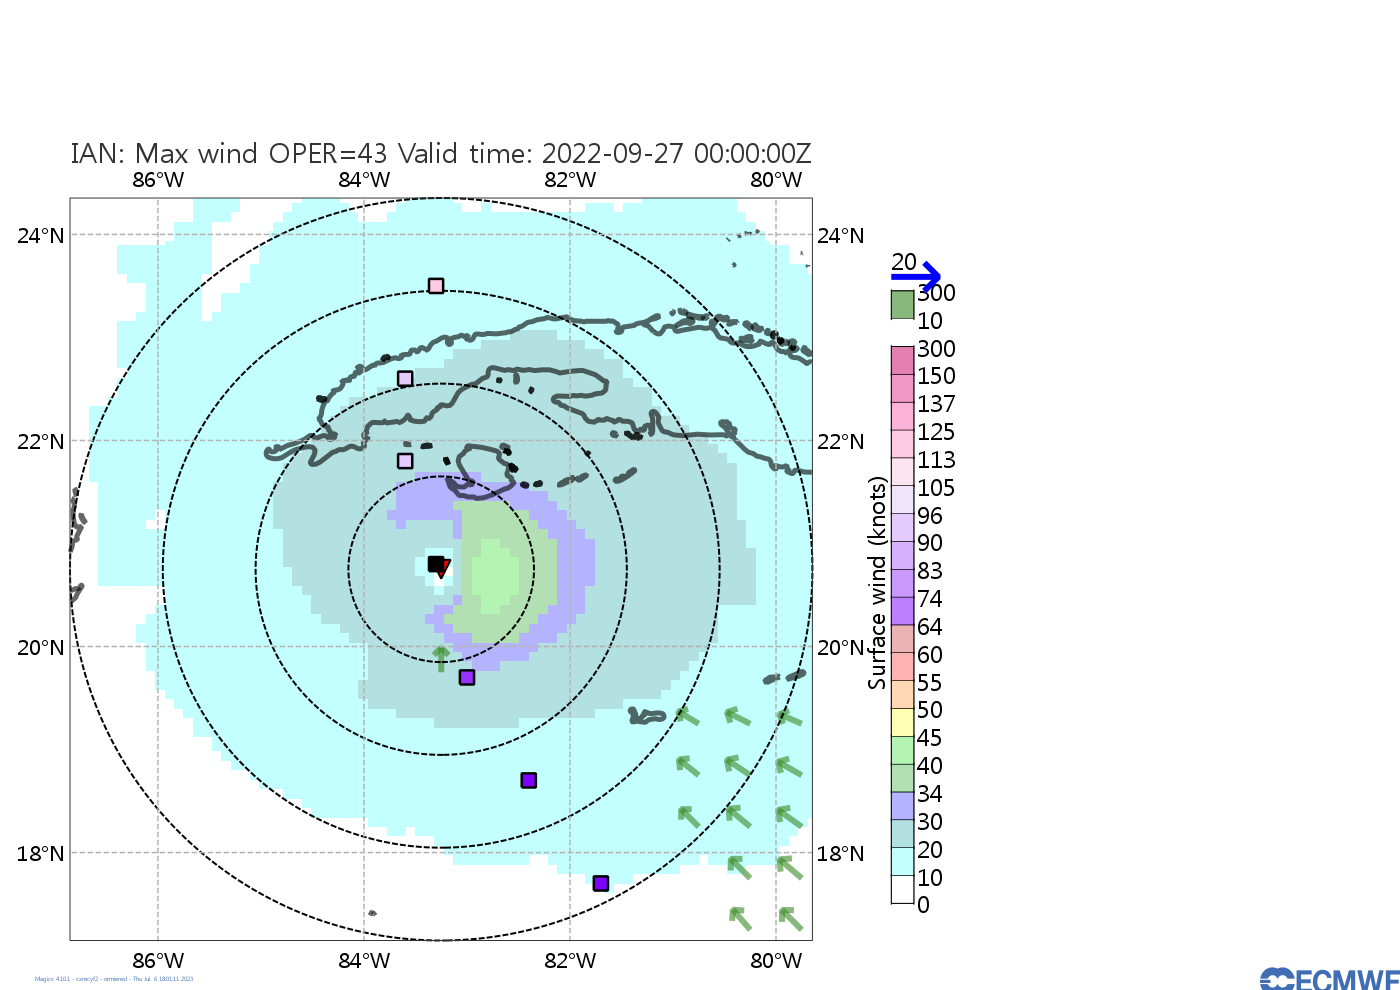 IAN: Max wind OPER=43 Valid time: 2022-09-27 00:00:00Z
86°W 84°W 82°W 80°W
24°N 24°N
22°N 22°N
20°N 20°N
18°N 18°N
86°W 84°W 82°W 80°W
20
300
10
300
150
137
125
113
105
96
90
83
74
64
60
55
50
45
40
34
30
20
10
0
Surface wind (knots)
Magics 4.10.1 - sxrecyf2 - ormieresl - Thu Jul 6 18:01:11 2023
ECMWF